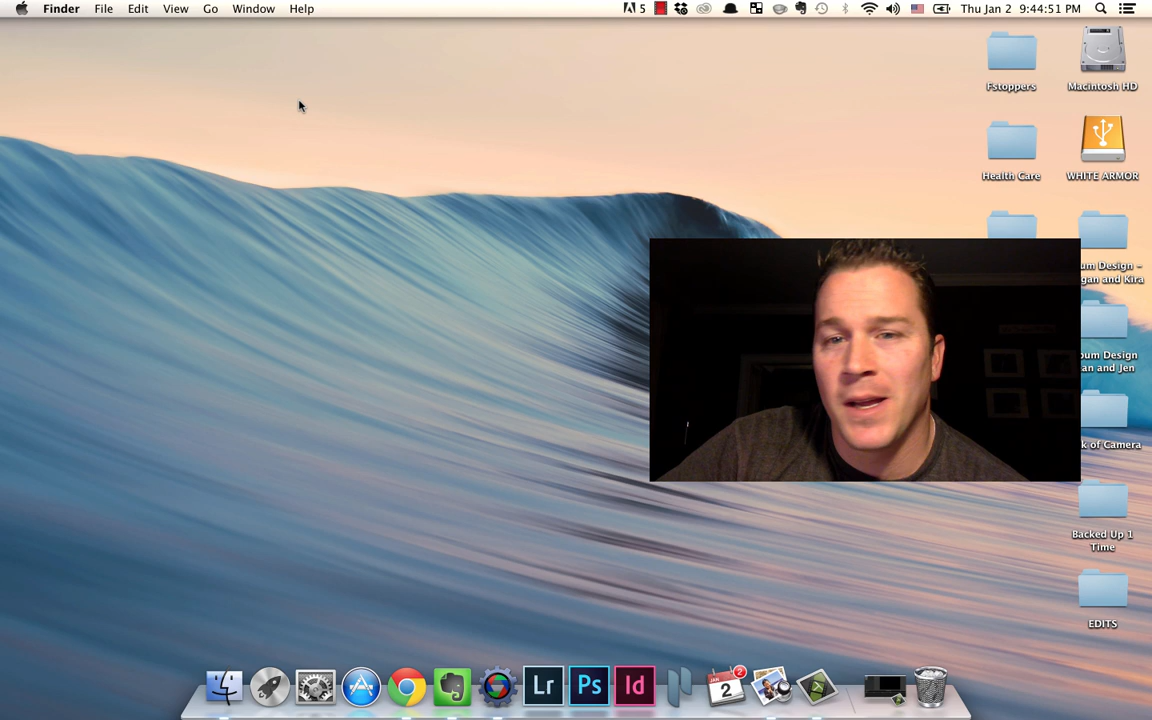 Finder File Edit View Go Window Help
5
Thu Jan 2 9:44:51 PM
Fstoppers
Macintosh HD
Health Care
WHITE ARMOR
um Design –
gan and Kira
bum Design
an and Jen
k of Camera
Backed Up 1
Time
EDITS
Lr
Ps
Id
JAN
2
2